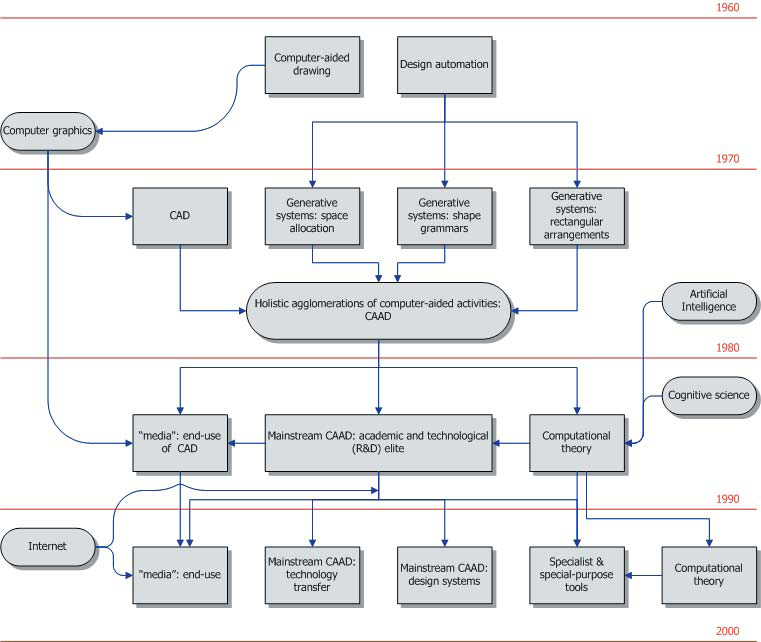 1960
Computer-aided
drawing
Design automation
Computer graphics
1970
CAD
Generative
systems: space
allocation
Generative
systems: shape
grammars
Generative
systems:
rectangular
arrangements
Holistic agglomerations of computer-aided activities:
CAAD
Artificial
Intelligence
1980
Cognitive science
"media": end-use
of CAD
Mainstream CAAD: academic and technological
(R&D) elite
Computational
theory
1990
Internet
"media": end-use
Mainstream CAAD:
technology
transfer
Mainstream CAAD:
design systems
Specialist &
special-purpose
tools
Computational
theory
2000